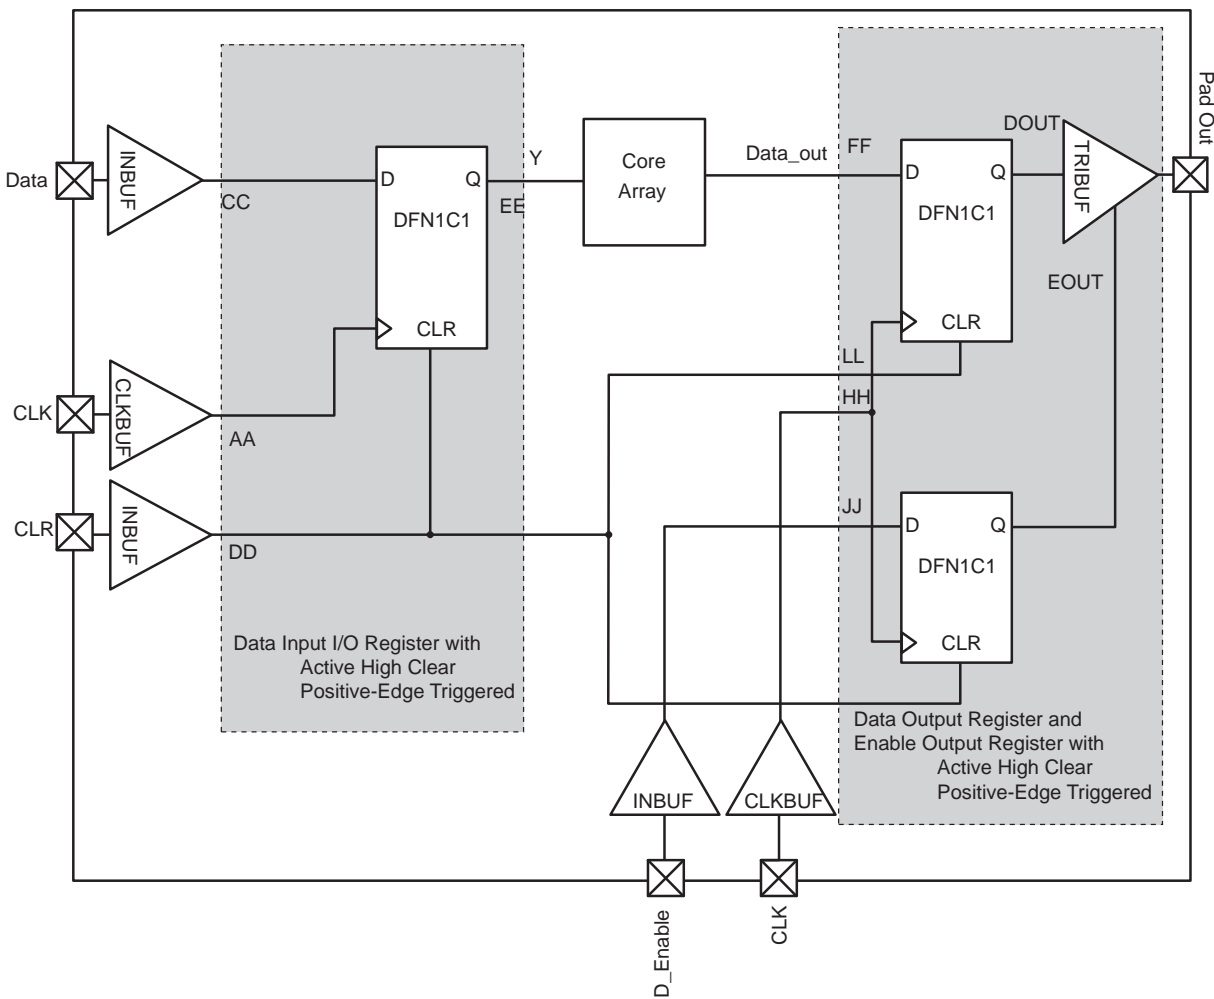 Pad Out
DOUT
INBUF
Y
Core
Array
Data_out
FF
TRIBUF
Data
D
Q
D
Q
CC
EE
DFN1C1
DFN1C1
EOUT
CLR
CLR
LL
HH
CLK
CLKBUF
AA
CLR
INBUF
DD
JJ
D
Q
DFN1C1
CLR
Data Input I/O Register with
Active High Clear
Positive-Edge Triggered
Data Output Register and
Enable Output Register with
Active High Clear
Positive-Edge Triggered
INBUF
CLKBUF
D_Enable
CLK